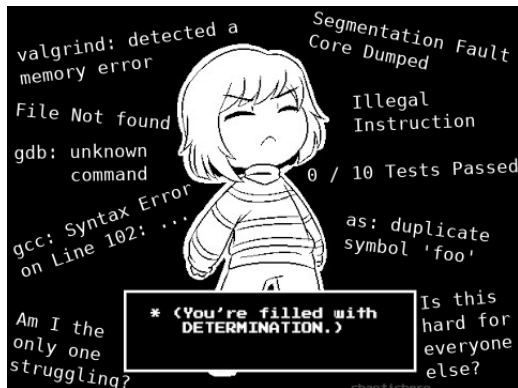 valgrind: detected a
memory error
Segmentation Fault
Core Dumped
File Not found
Illegal
Instruction
gdb: unknown
command
0 / 10 Tests Passed
gcc: Syntax Error
on Line 102: ...
as: duplicate
symbol 'foo'
* (You're filled with
DETERMINATION.)
Am I the
only one
struggling?
Is this
hard for
everyone
else?